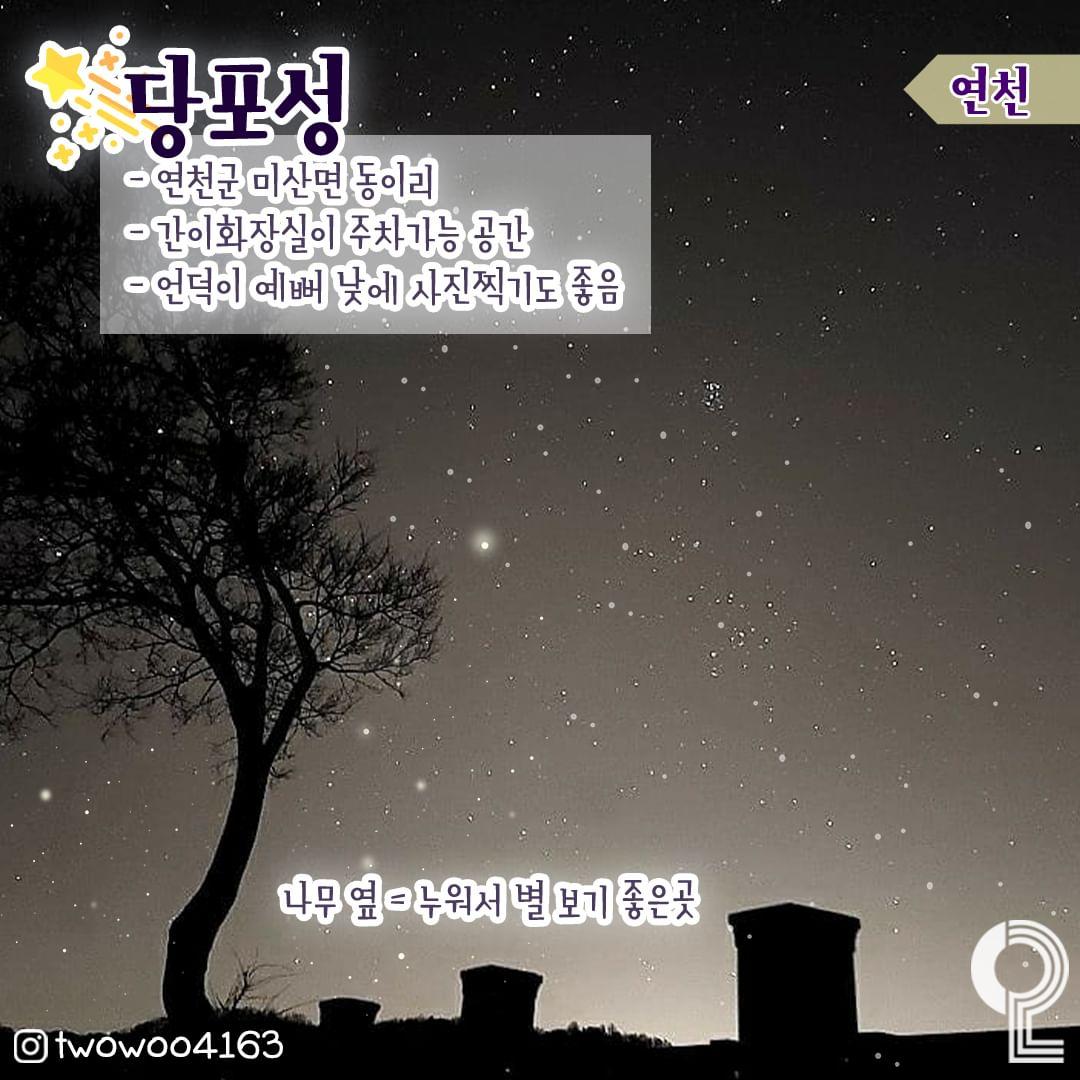 당포성
연천
- 연천군 미산면 동이리
- 간이화장실이 주차가능 공간
- 언덕이 예뻐 낮에 사진찍기도 좋음
나무 옆 = 누워서 별 보기 좋은곳
twowoo4163